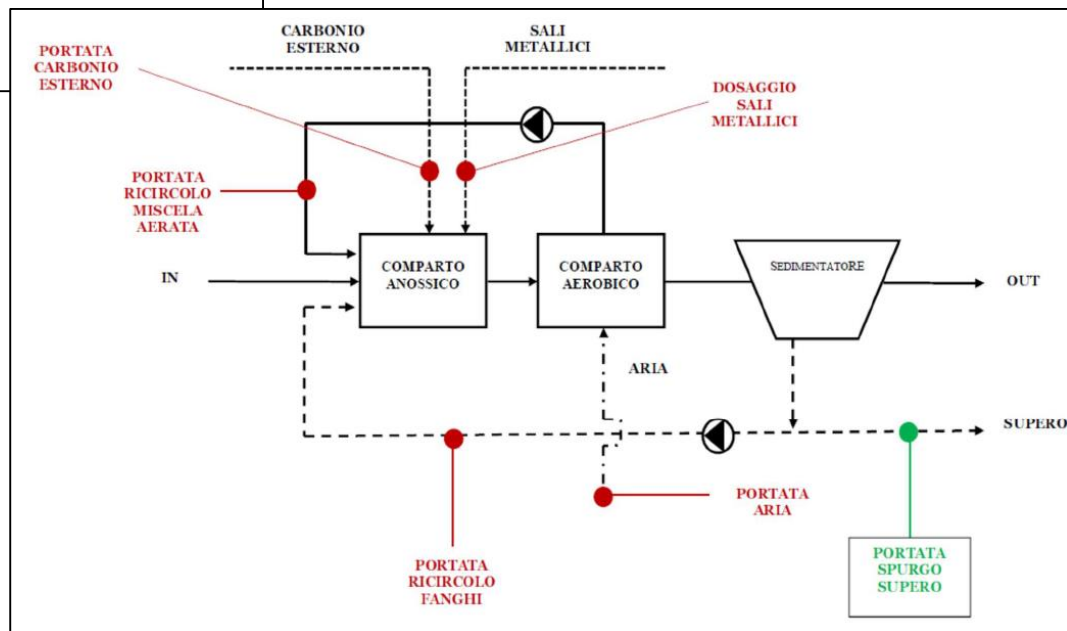 CARBONIO
ESTERNO
SALI
METALLICI
PORTATA
CARBONIO
ESTERNO
DOSAGGIO
SALI
METALLICI
PORTATA
RICIRCOLO
MISCELA
AERATA
IN
COMPARTO
ANOSSICO
COMPARTO
AEROBICO
SEDIMENTATORE
OUT
ARIA
SUPERO
PORTATA
ARIA
PORTATA
RICIRCOLO
FANGHI
PORTATA
SPURGO
SUPERO